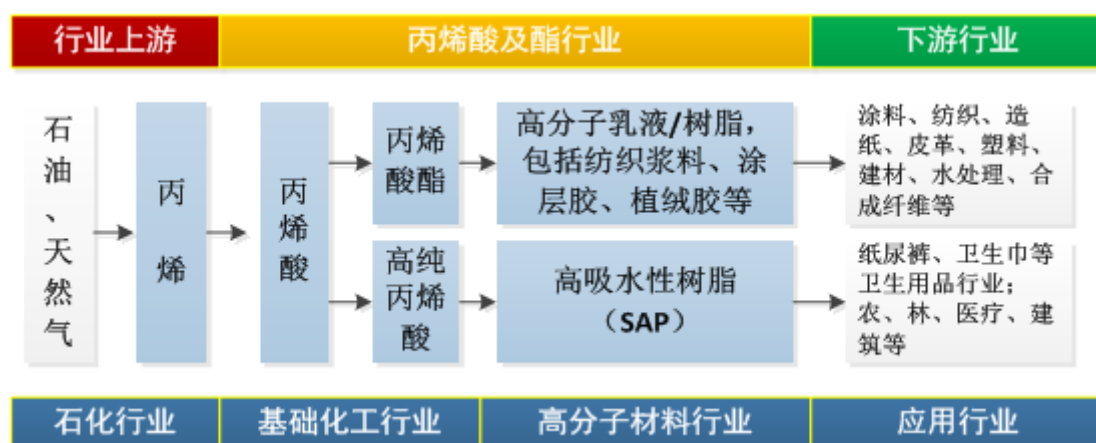 行业上游
丙烯酸及酯行业
下游行业
石油、天然气
丙烯
丙烯酸
丙烯
酸酯
高分子乳液/树脂，
包括纺织浆料、涂
层胶、植绒胶等
涂料、纺织、造
纸、皮革、塑料、
建材、水处理、合
成纤维等
高纯
丙烯
酸
高吸水性树脂
（SAP）
纸尿裤、卫生巾等
卫生用品行业；
农、林、医疗、建
筑等
石化行业
基础化工行业
高分子材料行业
应用行业